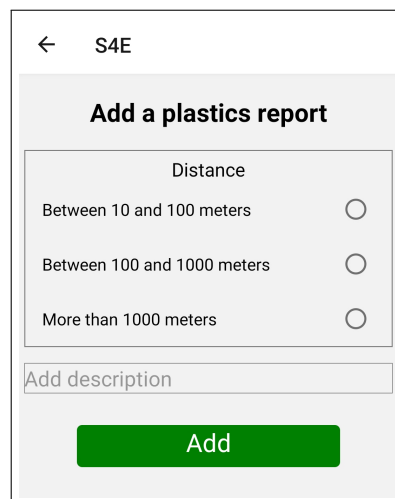 S4E
Add a plastics report
Distance
Between 10 and 100 meters
Between 100 and 1000 meters
More than 1000 meters
Add description
Add